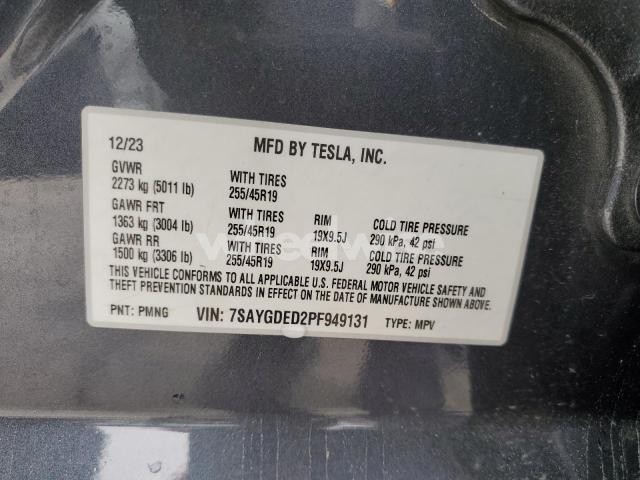 12/23 MFD BY TESLA, INC.
GVWR
2273 kg (5011 lb) WITH TIRES 255/45R19
GAWR FRT
1363 kg (3004 lb) WITH TIRES 255/45R19 RIM 19X9.5J COLD TIRE PRESSURE 290 kPa, 42 psi
GAWR RR
1500 kg (3306 lb) WITH TIRES 255/45R19 RIM 19X9.5J COLD TIRE PRESSURE 290 kPa, 42 psi
THIS VEHICLE CONFORMS TO ALL APPLICABLE U.S. FEDERAL MOTOR VEHICLE SAFETY AND
THEFT PREVENTION STANDARDS IN EFFECT ON THE DATE OF MANUFACTURE SHOWN ABOVE.
PNT: PMNG VIN: 7SAYGDED2PF949131 TYPE: MPV